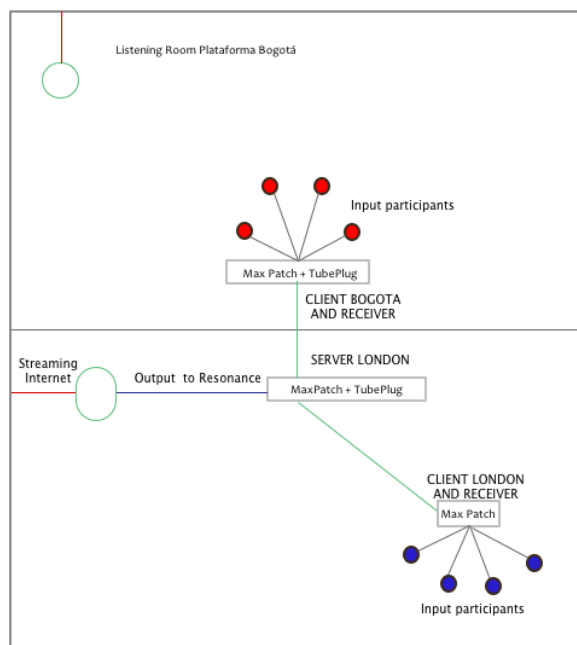 Listening Room Plataforma Bogotá
Input participants
Max Patch + TubePlug
CLIENT BOGOTA
AND RECEIVER
SERVER LONDON
Streaming
Internet
Output to Resonance
MaxPatch + TubePlug
CLIENT LONDON
AND RECEIVER
Max Patch
Input participants